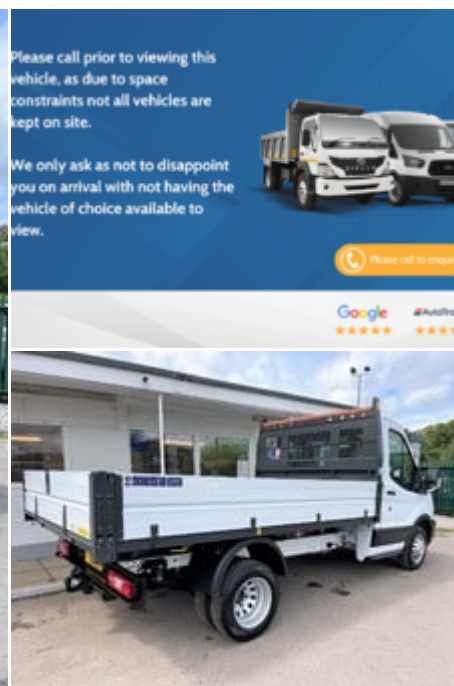 Please call prior to viewing this
vehicle, as due to space
constraints not all vehicles are
kept on site.
We only ask as not to disappoint
you on arrival with not having the
vehicle of choice available to
view.
Please call to enqui
Google